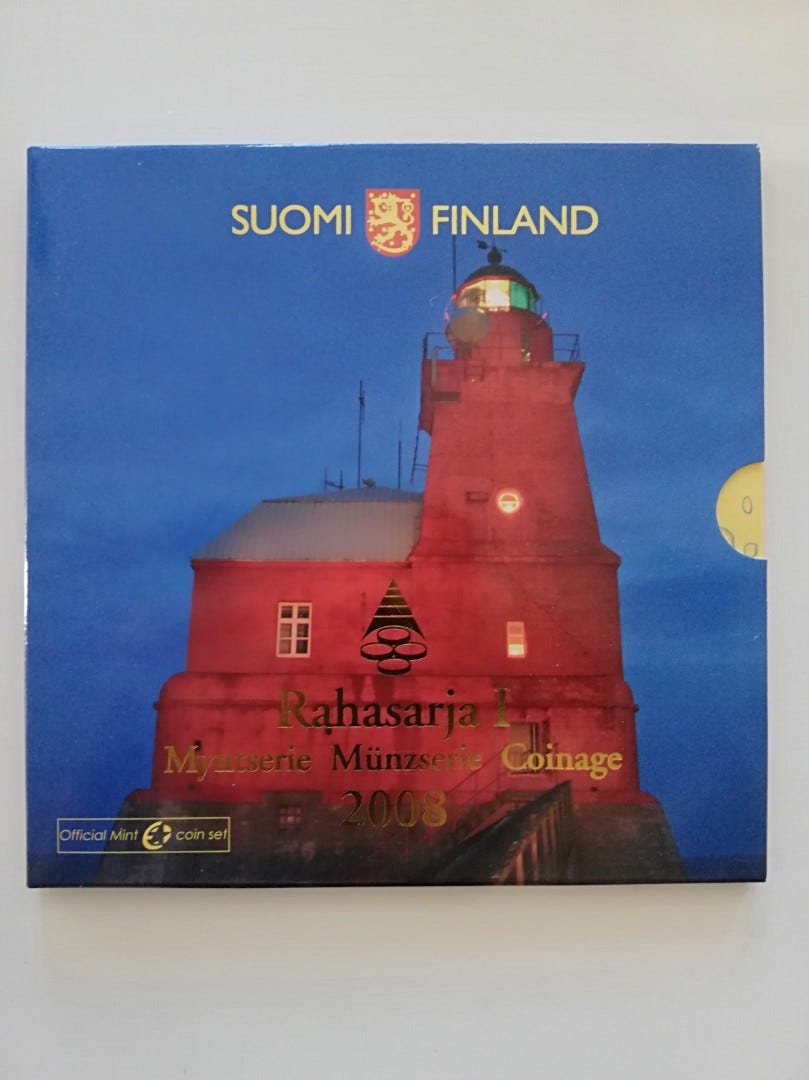 SUOMI FINLAND
Rahasarja I
Myntserie Münzserie Coinage
2008
Official Mint coin set